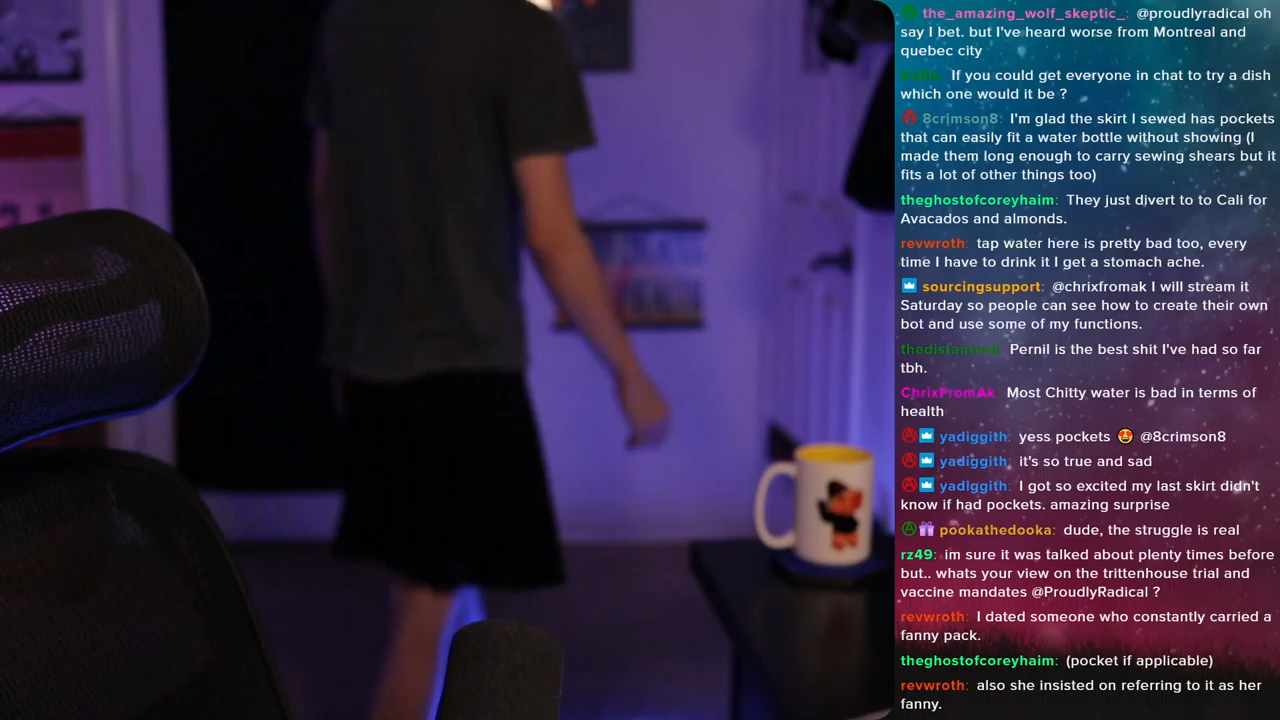 the_amazing_wolf_skeptic_: @proudlyradical oh
say I bet. but I've heard worse from Montreal and
quebec city
If you could get everyone in chat to try a dish
which one would it be ?
8crimson8: I'm glad the skirt I sewed has pockets
that can easily fit a water bottle without showing (I
made them long enough to carry sewing shears but it
fits a lot of other things too)
theghostofcoreyhaim: They just divert to to Cali for
Avacados and almonds.
revwroth: tap water here is pretty bad too, every
time I have to drink it I get a stomach ache.
sourcingsupport: @chrixfromak I will stream it
Saturday so people can see how to create their own
bot and use some of my functions.
Pernil is the best shit I've had so far
tbh.
ChrixFromAk Most Chitty water is bad in terms of
health
yadiggith: yess pockets 😍 @8crimson8
yadiggith: it's so true and sad
yadiggith: I got so excited my last skirt didn't
know if had pockets. amazing surprise
pookathedooka: dude, the struggle is real
rz49: im sure it was talked about plenty times before
but.. whats your view on the trittenhouse trial and
vaccine mandates @ProudlyRadical ?
revwroth: I dated someone who constantly carried a
fanny pack.
theghostofcoreyhaim: (pocket if applicable)
revwroth: also she insisted on referring to it as her
fanny.